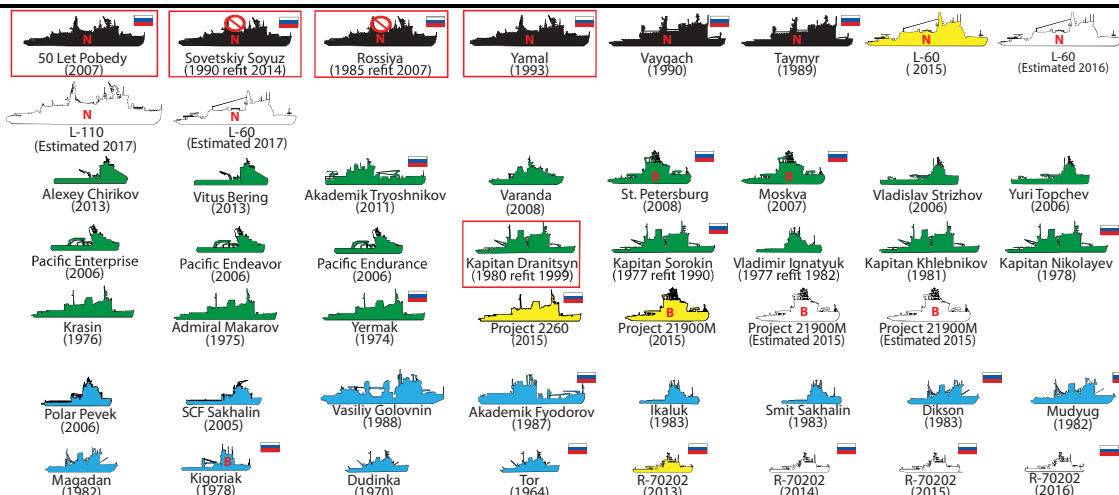 N N N N N N N N
50 Let Pobedy Sovetskiy Soyuz Rossiya Yamal Vaygach Taymyr L-60 L-60
(2007) (1990 refit 2014) (1985 refit 2007) (1993) (1990) (1989) ( 2015) (Estimated 2016)
N N
L-110 L-60
(Estimated 2017) (Estimated 2017)
B B
Alexey Chirikov Vitus Bering Akademik Tryoshnikov Varanda St. Petersburg Moskva Vladislav Strizhov Yuri Topchev
(2013) (2013) (2011) (2008) (2008) (2007) (2006) (2006)
Pacific Enterprise Pacific Endeavor Pacific Endurance Kapitan Dranitsyn Kapitan Sorokin Vladimir Ignatyuk Kapitan Khlebnikov Kapitan Nikolayev
(2006) (2006) (2006) (1980 refit 1999) (1977 refit 1990) (1977 refit 1982) (1981) (1978)
B B B
Krasin Admiral Makarov Yermak Project 2260 Project 21900M Project 21900M Project 21900M
(1976) (1975) (1974) (2015) (2015) (Estimated 2015) (Estimated 2015)
Polar Pevek SCF Sakhalin Vasiliy Golovnin Akademik Fyodorov Ikaluk Smit Sakhalin Dikson Mudyug
(2006) (2005) (1988) (1987) (1983) (1983) (1983) (1982)
B
Magadan Kigoriak Dudinka Tor R-70202 R-70202 R-70202 R-70202
(1982) (1978) (1970) (1964) (2013) (2014) (2015) (2016)